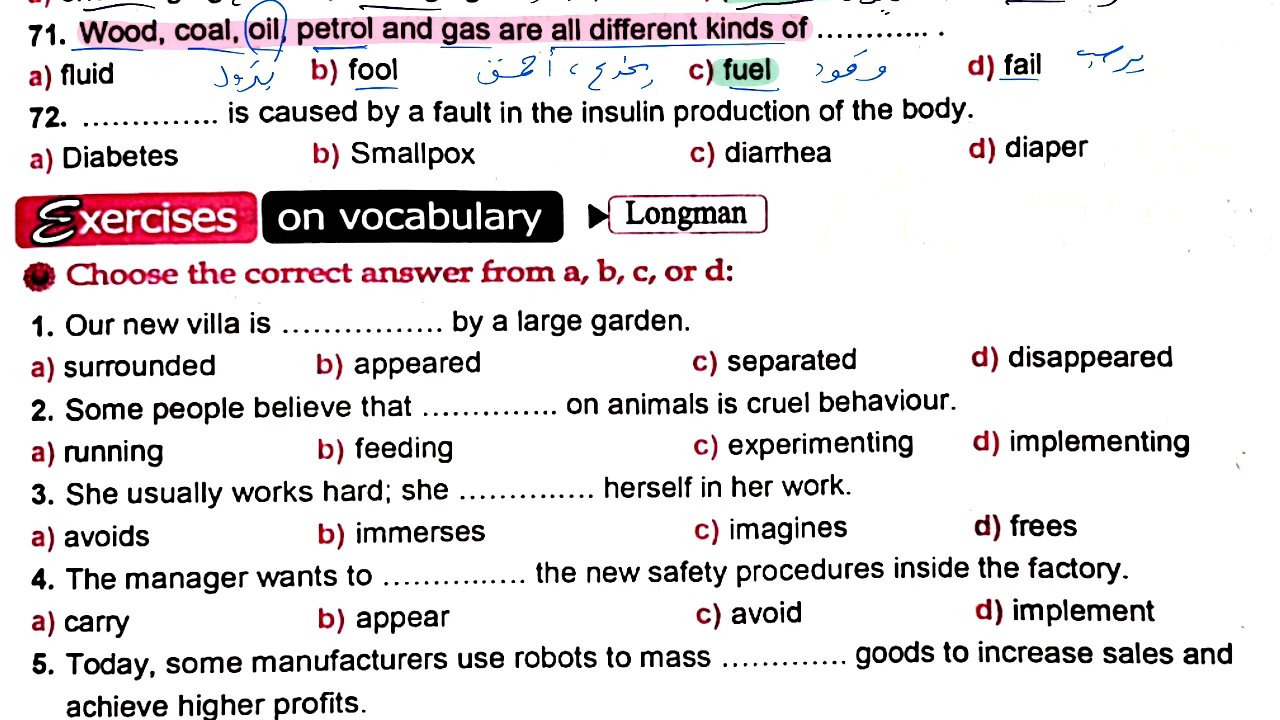 71. Wood, coal, oil, petrol and gas are all different kinds of ............. .
a) fluid بترول b) fool يخدع، أحمق c) fuel وقود d) fail يرسب
72. .............. is caused by a fault in the insulin production of the body.
a) Diabetes b) Smallpox c) diarrhea d) diaper
Exercises on vocabulary Longman
Choose the correct answer from a, b, c, or d:
1. Our new villa is ................ by a large garden.
a) surrounded b) appeared c) separated d) disappeared
2. Some people believe that .............. on animals is cruel behaviour.
a) running b) feeding c) experimenting d) implementing
3. She usually works hard; she .............. herself in her work.
a) avoids b) immerses c) imagines d) frees
4. The manager wants to ............... the new safety procedures inside the factory.
a) carry b) appear c) avoid d) implement
5. Today, some manufacturers use robots to mass ............. goods to increase sales and
achieve higher profits.